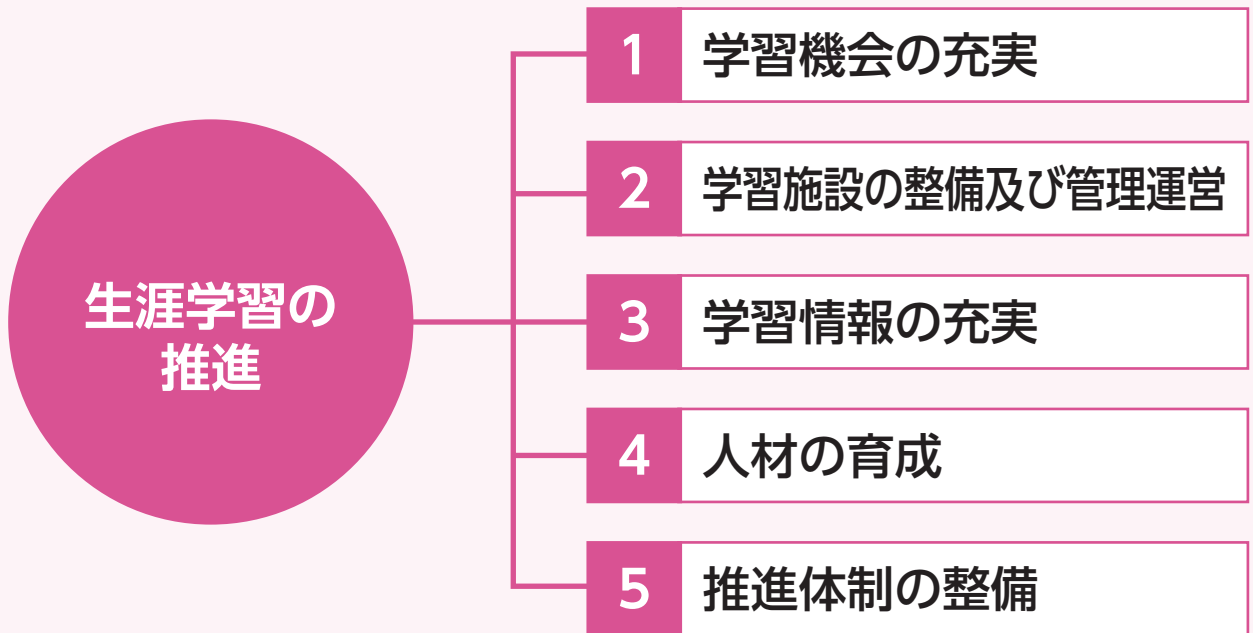 生涯学習の
推進
1 学習機会の充実
2 学習施設の整備及び管理運営
3 学習情報の充実
4 人材の育成
5 推進体制の整備